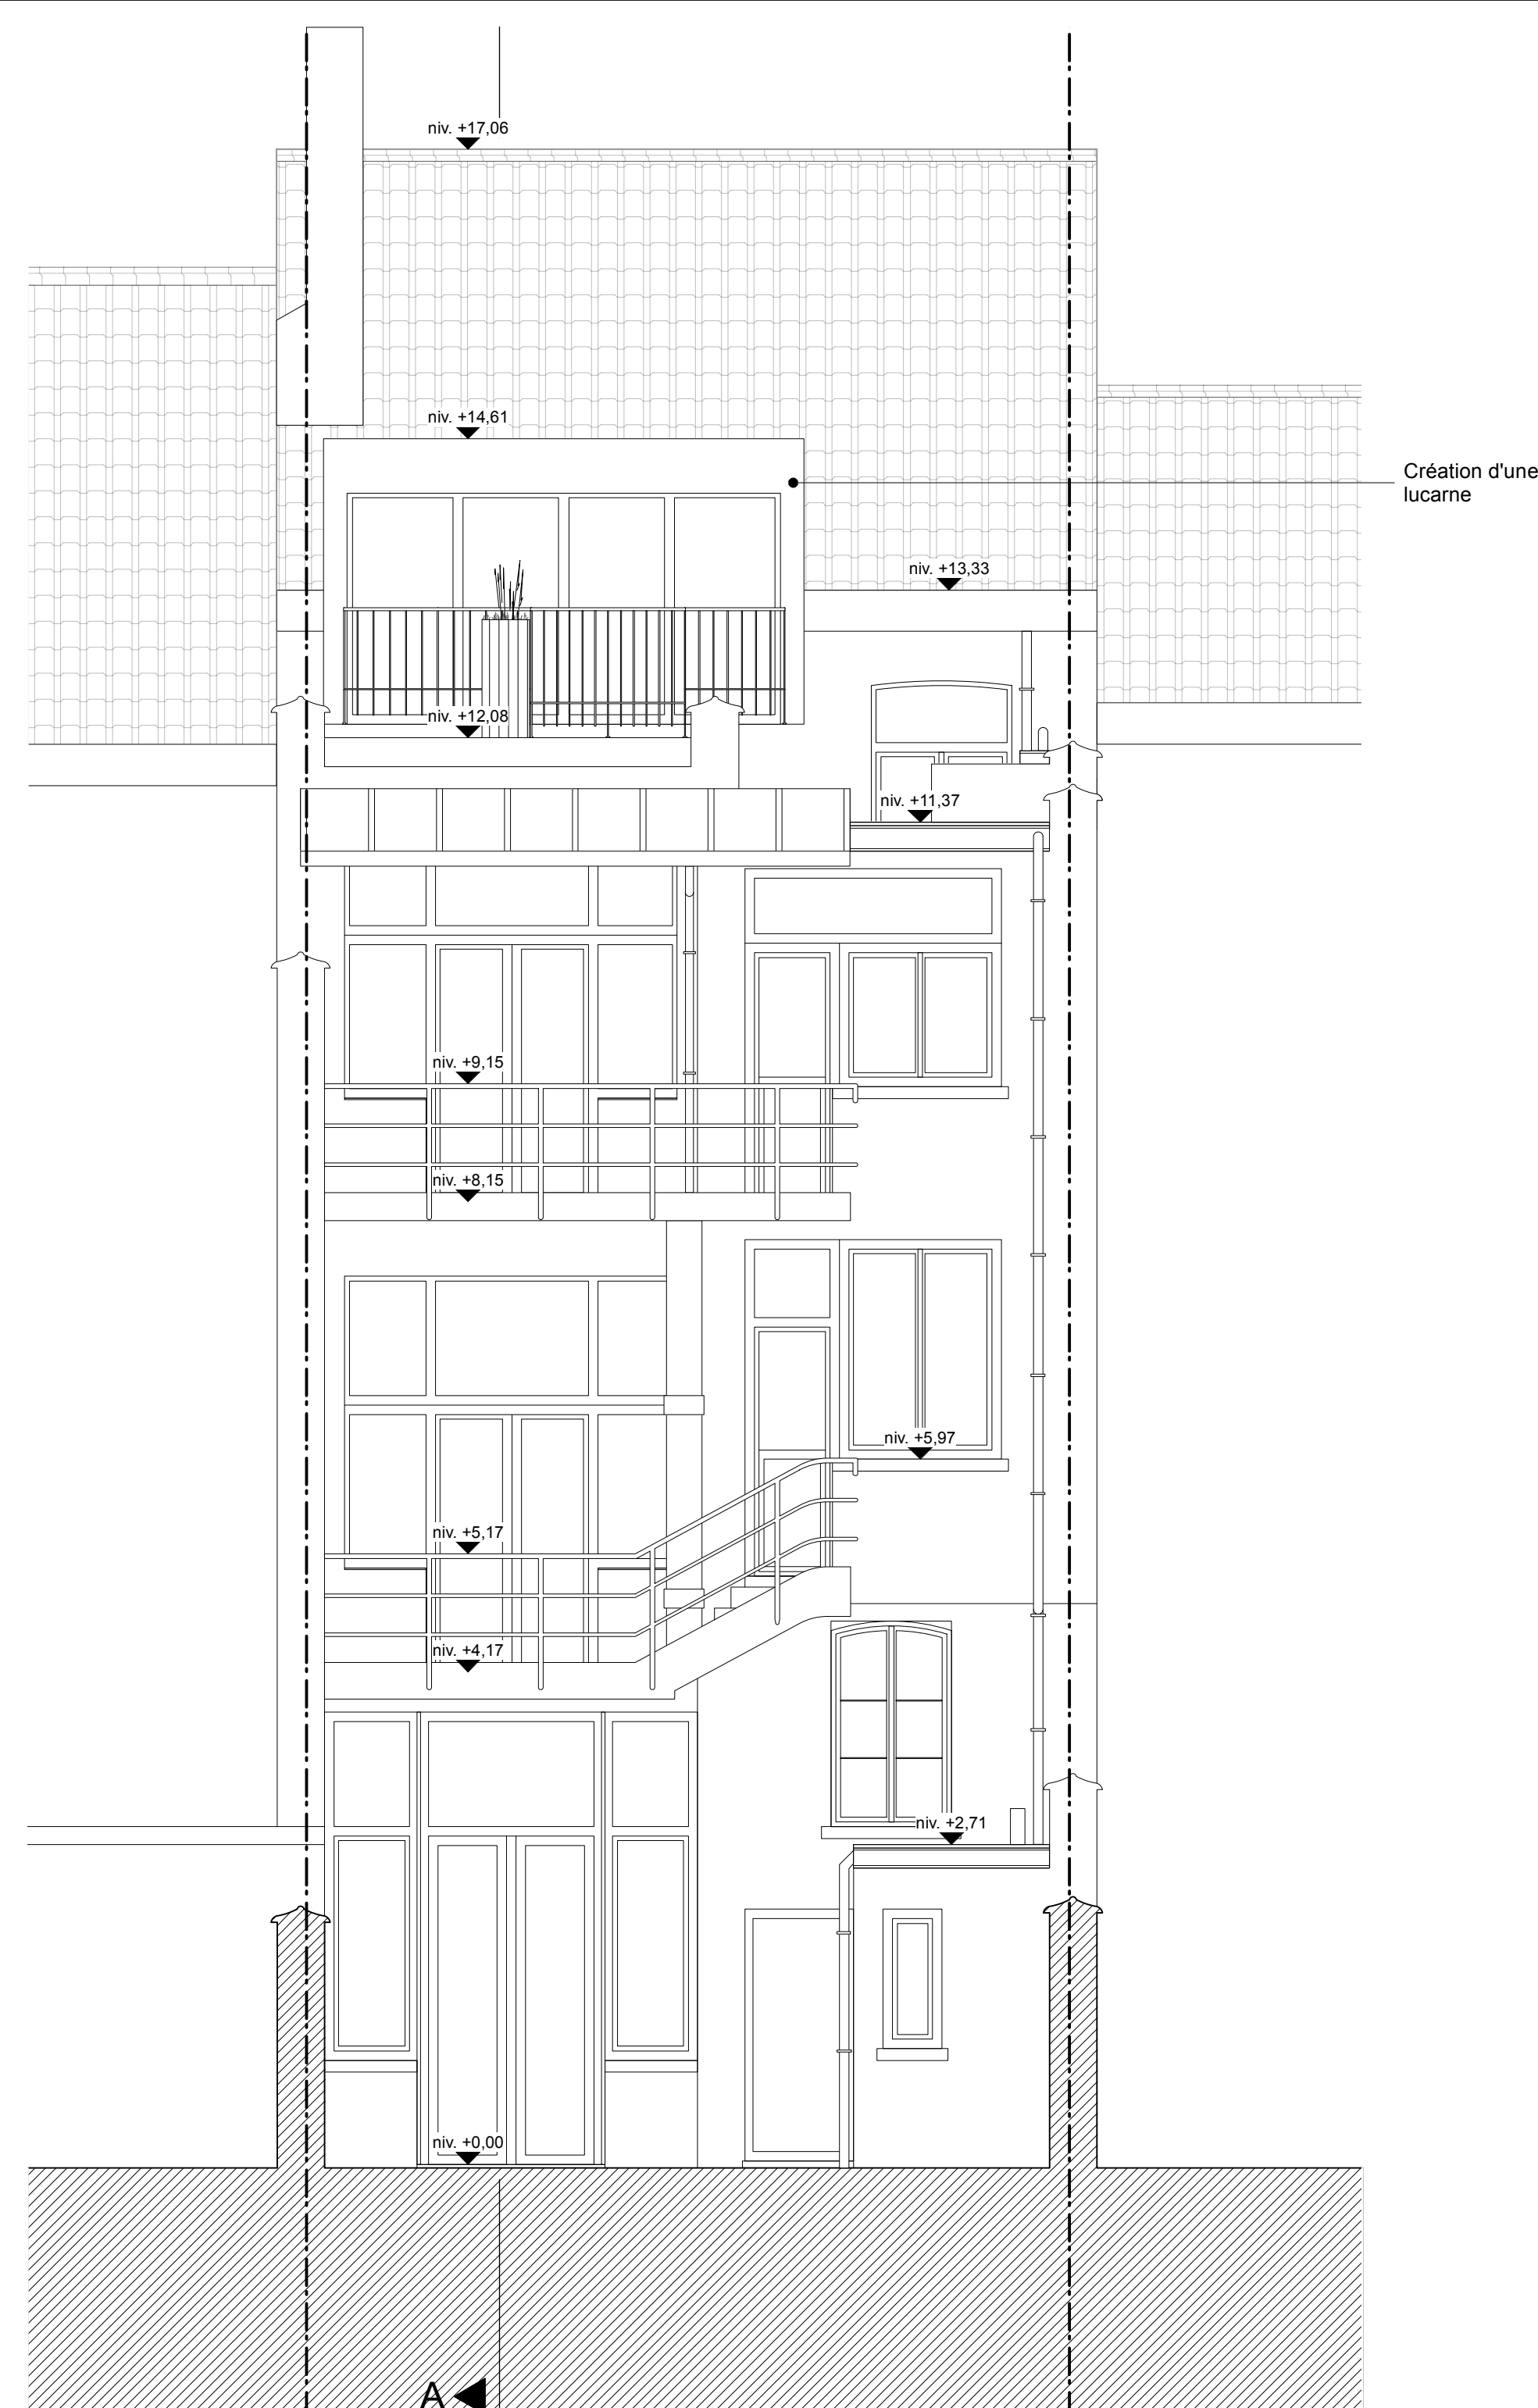 niv. +17,06
niv. +14,61
Création d'une
lucarne
niv. +13,33
niv. +12,08
niv. +11,37
niv. +9,15
niv. +8,15
niv. +5,97
niv. +5,17
niv. +4,17
niv. +2,71
niv. +0,00
A